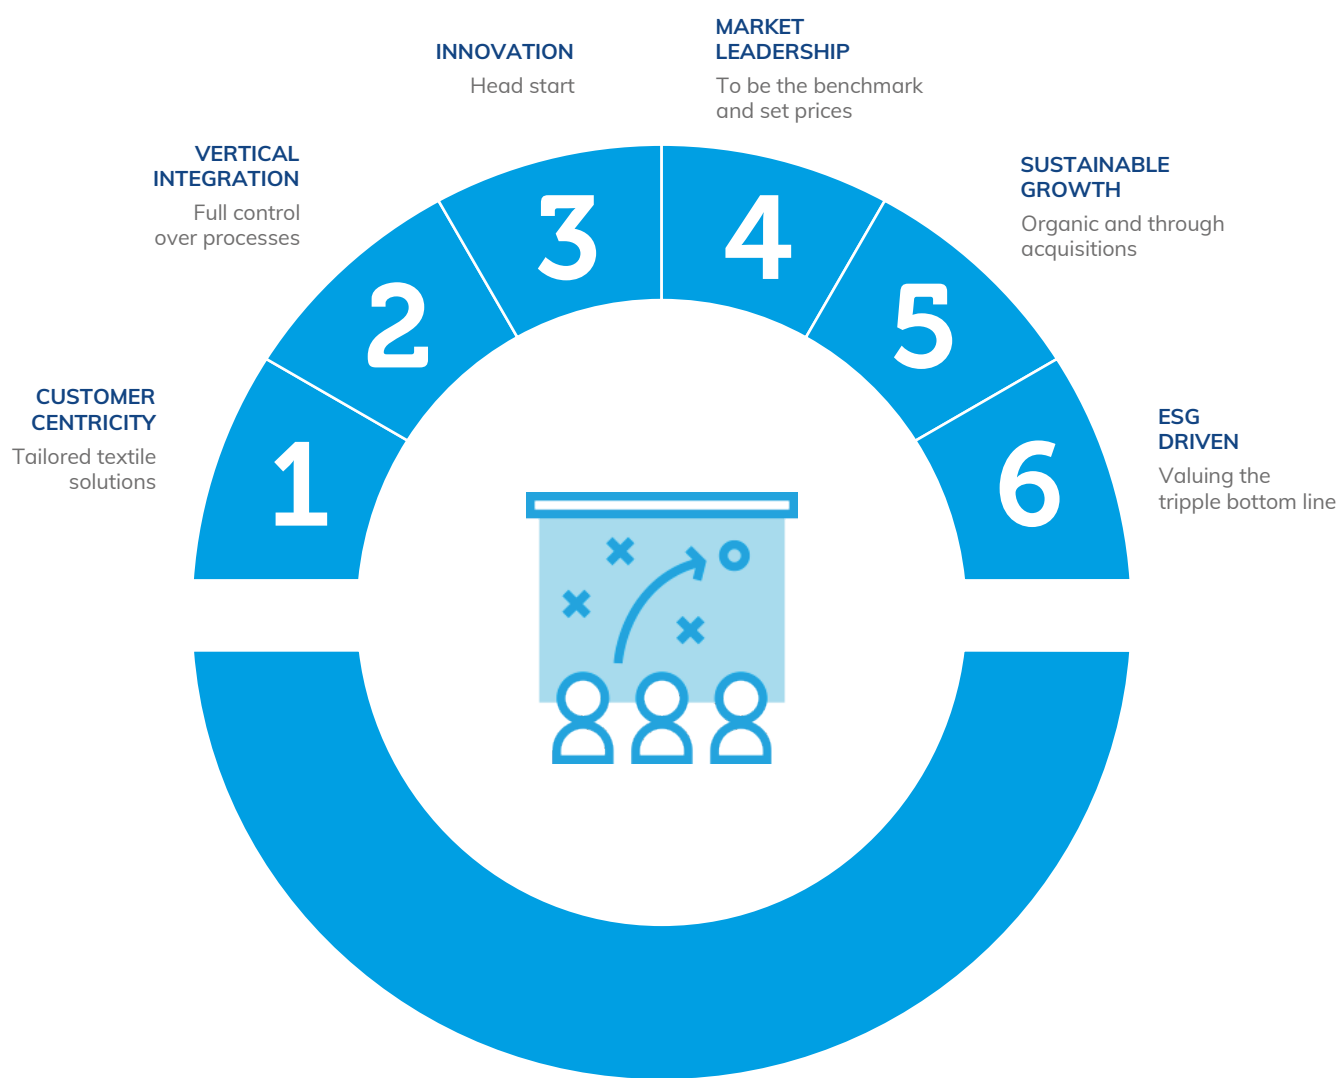 1
CUSTOMER
CENTRICITY
Tailored textile
solutions
2
VERTICAL
INTEGRATION
Full control
over processes
3
INNOVATION
Head start
4
MARKET
LEADERSHIP
To be the benchmark
and set prices
5
SUSTAINABLE
GROWTH
Organic and through
acquisitions
6
ESG
DRIVEN
Valuing the
tripple bottom line